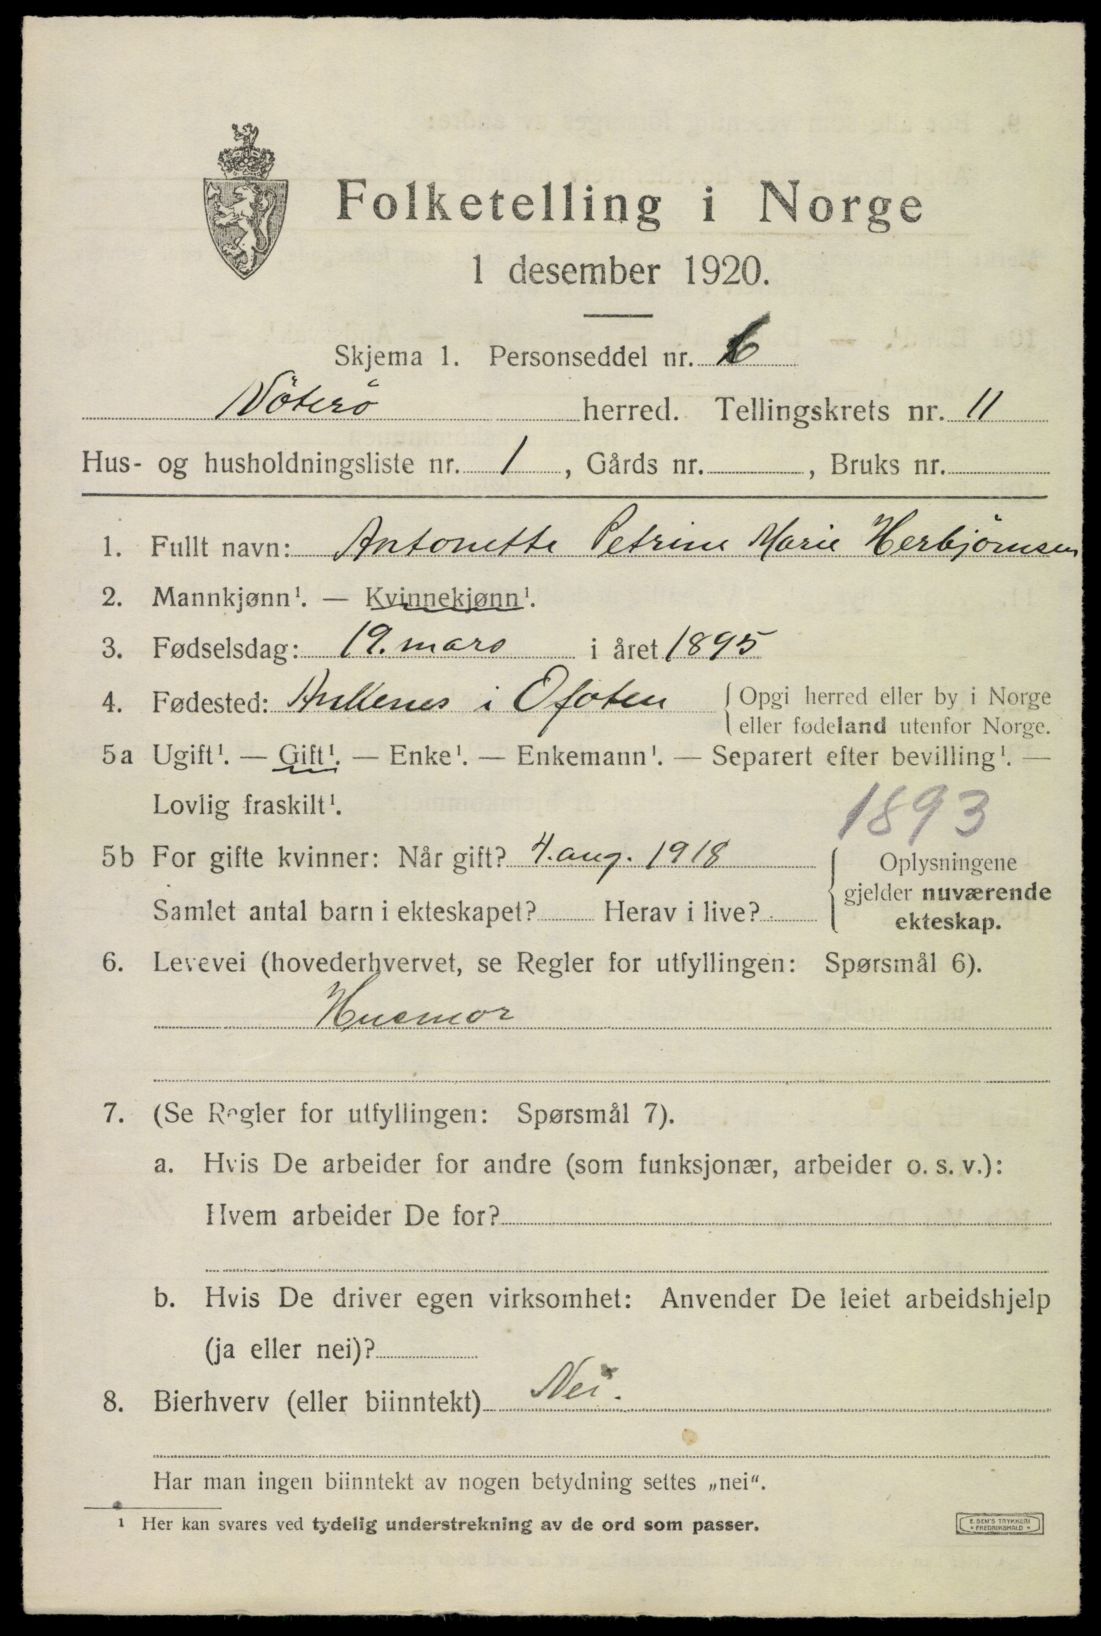 Folketelling i Norge
1 desember 1920.
Skjema 1. Personseddel nr. 6
Nöterö herred. Tellingskrets nr. 11
Hus- og husholdningsliste nr. 1, Gårds nr. , Bruks nr.
1. Fullt navn: Antonette Petrine Marie Herbjörnsen
2. Mannkjønn¹. — Kvinnekjønn¹.
3. Fødselsdag: 19. mars i året 1895
4. Fødested: Ankenes i Ofoten { Opgi herred eller by i Norge
eller fødeland utenfor Norge.
5a Ugift¹. — Gift¹. — Enke¹. — Enkemann¹. — Separert efter bevilling¹. —
Lovlig fraskilt¹.
1893
5b For gifte kvinner: Når gift? 4. aug. 1918
Samlet antal barn i ekteskapet? Herav i live?
{ Oplysningene
gjelder nuværende
ekteskap.
6. Levevei (hovederhvervet, se Regler for utfyllingen: Spørsmål 6).
Husmor
7. (Se Regler for utfyllingen: Spørsmål 7).
a. Hvis De arbeider for andre (som funksjonær, arbeider o. s. v.):
Hvem arbeider De for?
b. Hvis De driver egen virksomhet: Anvender De leiet arbeidshjelp
(ja eller nei)?
8. Bierhverv (eller biinntekt) Nei.
Har man ingen biinntekt av nogen betydning settes „nei“.
¹ Her kan svares ved tydelig understrekning av de ord som passer.
E. SEM'S TRYKKERI
FREDRIKSHALD